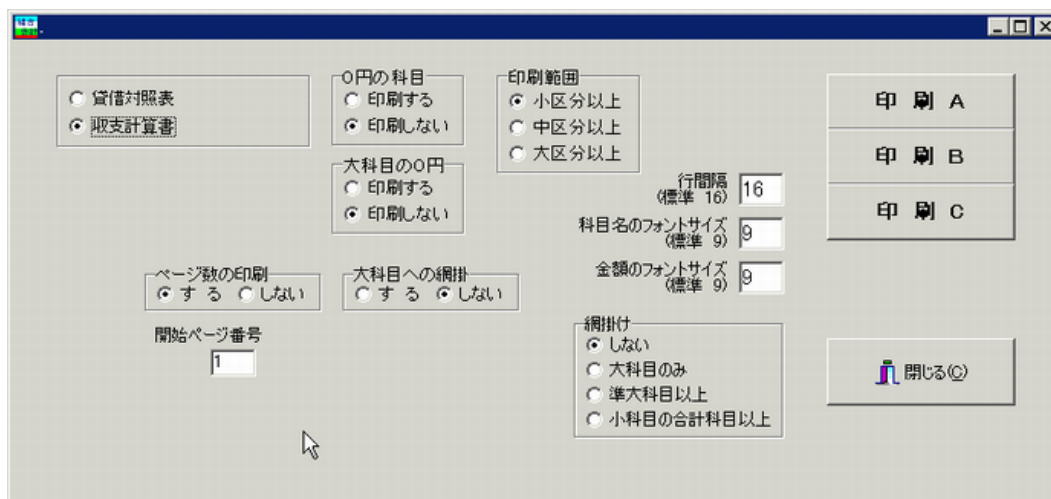 貸借対照表
収支計算書
0円の科目
印刷する
印刷しない
大科目の0円
印刷する
印刷しない
印刷範囲
小区分以上
中区分以上
大区分以上
行間隔
(標準 16)
16
科目名のフォントサイズ
(標準 9)
9
金額のフォントサイズ
(標準 9)
9
印 刷 A
印 刷 B
印 刷 C
ページ数の印刷
する しない
大科目への網掛
する しない
開始ページ番号
1
網掛け
しない
大科目のみ
準大科目以上
小科目の合計科目以上
閉じる(C)